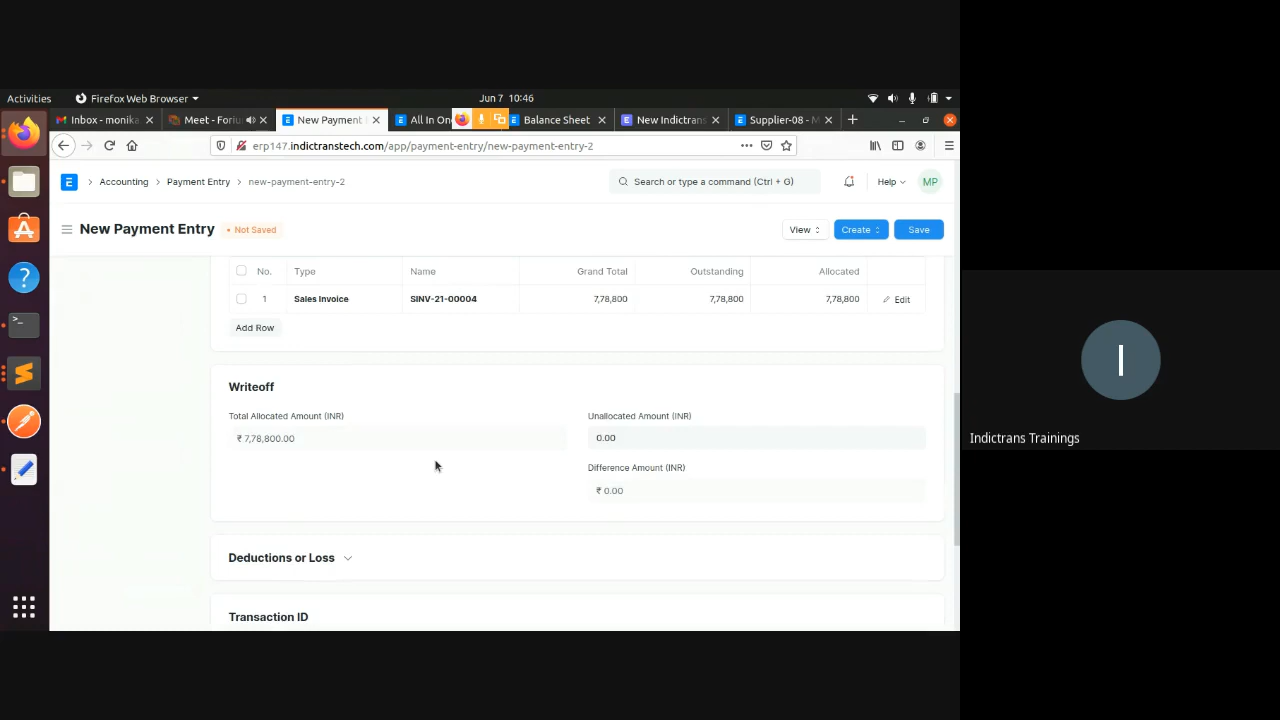 Activities Firefox Web Browser Jun 7 10:46
Inbox - monika Meet - Foriu New Payment All In On Balance Sheet New Indictrans Supplier-08 - M
erp147.indictranstech.com/app/payment-entry/new-payment-entry-2
Accounting Payment Entry new-payment-entry-2 Search or type a command (Ctrl + G) Help MP
New Payment Entry Not Saved View Create Save
No. Type Name Grand Total Outstanding Allocated
1 Sales Invoice SINV-21-00004 7,78,800 7,78,800 7,78,800 Edit
Add Row
Writeoff
Total Allocated Amount (INR) Unallocated Amount (INR)
₹ 7,78,800.00 0.00
Difference Amount (INR)
₹ 0.00
Deductions or Loss
Transaction ID
I
Indictrans Trainings